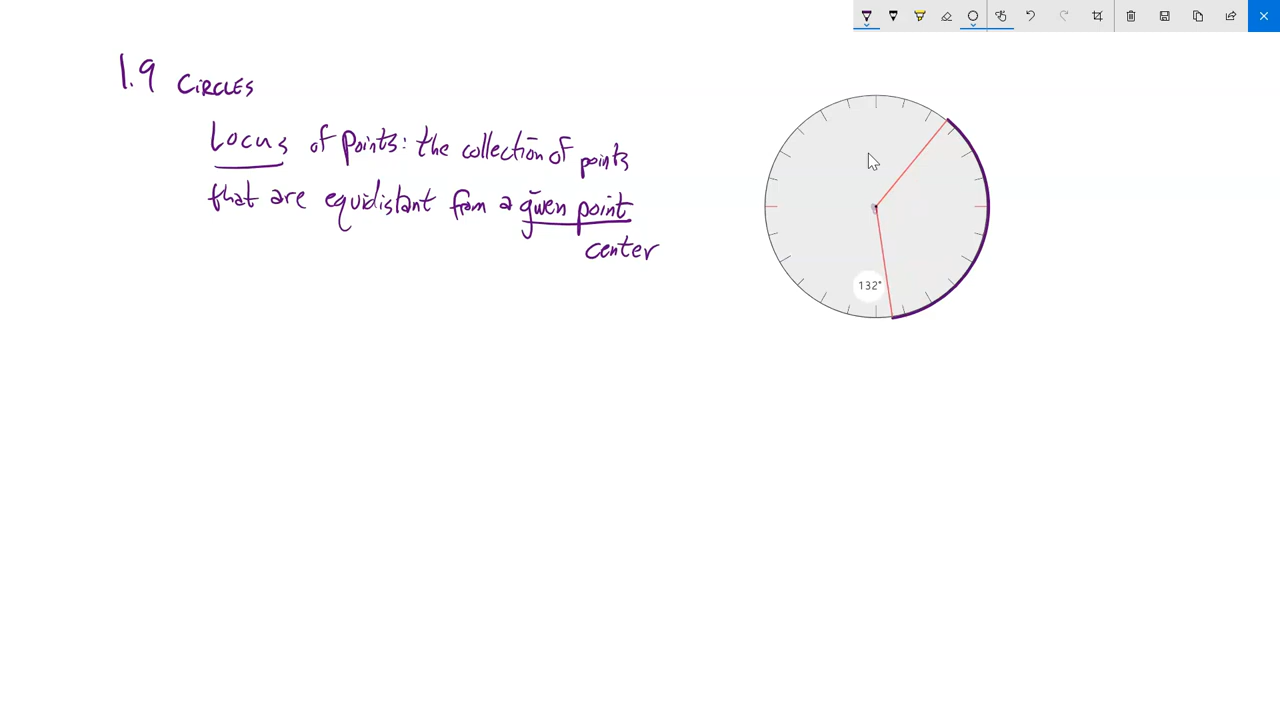 1.9 CiRCLES
Locus of points: the collection of points
that are equidistant from a given point
center
132°